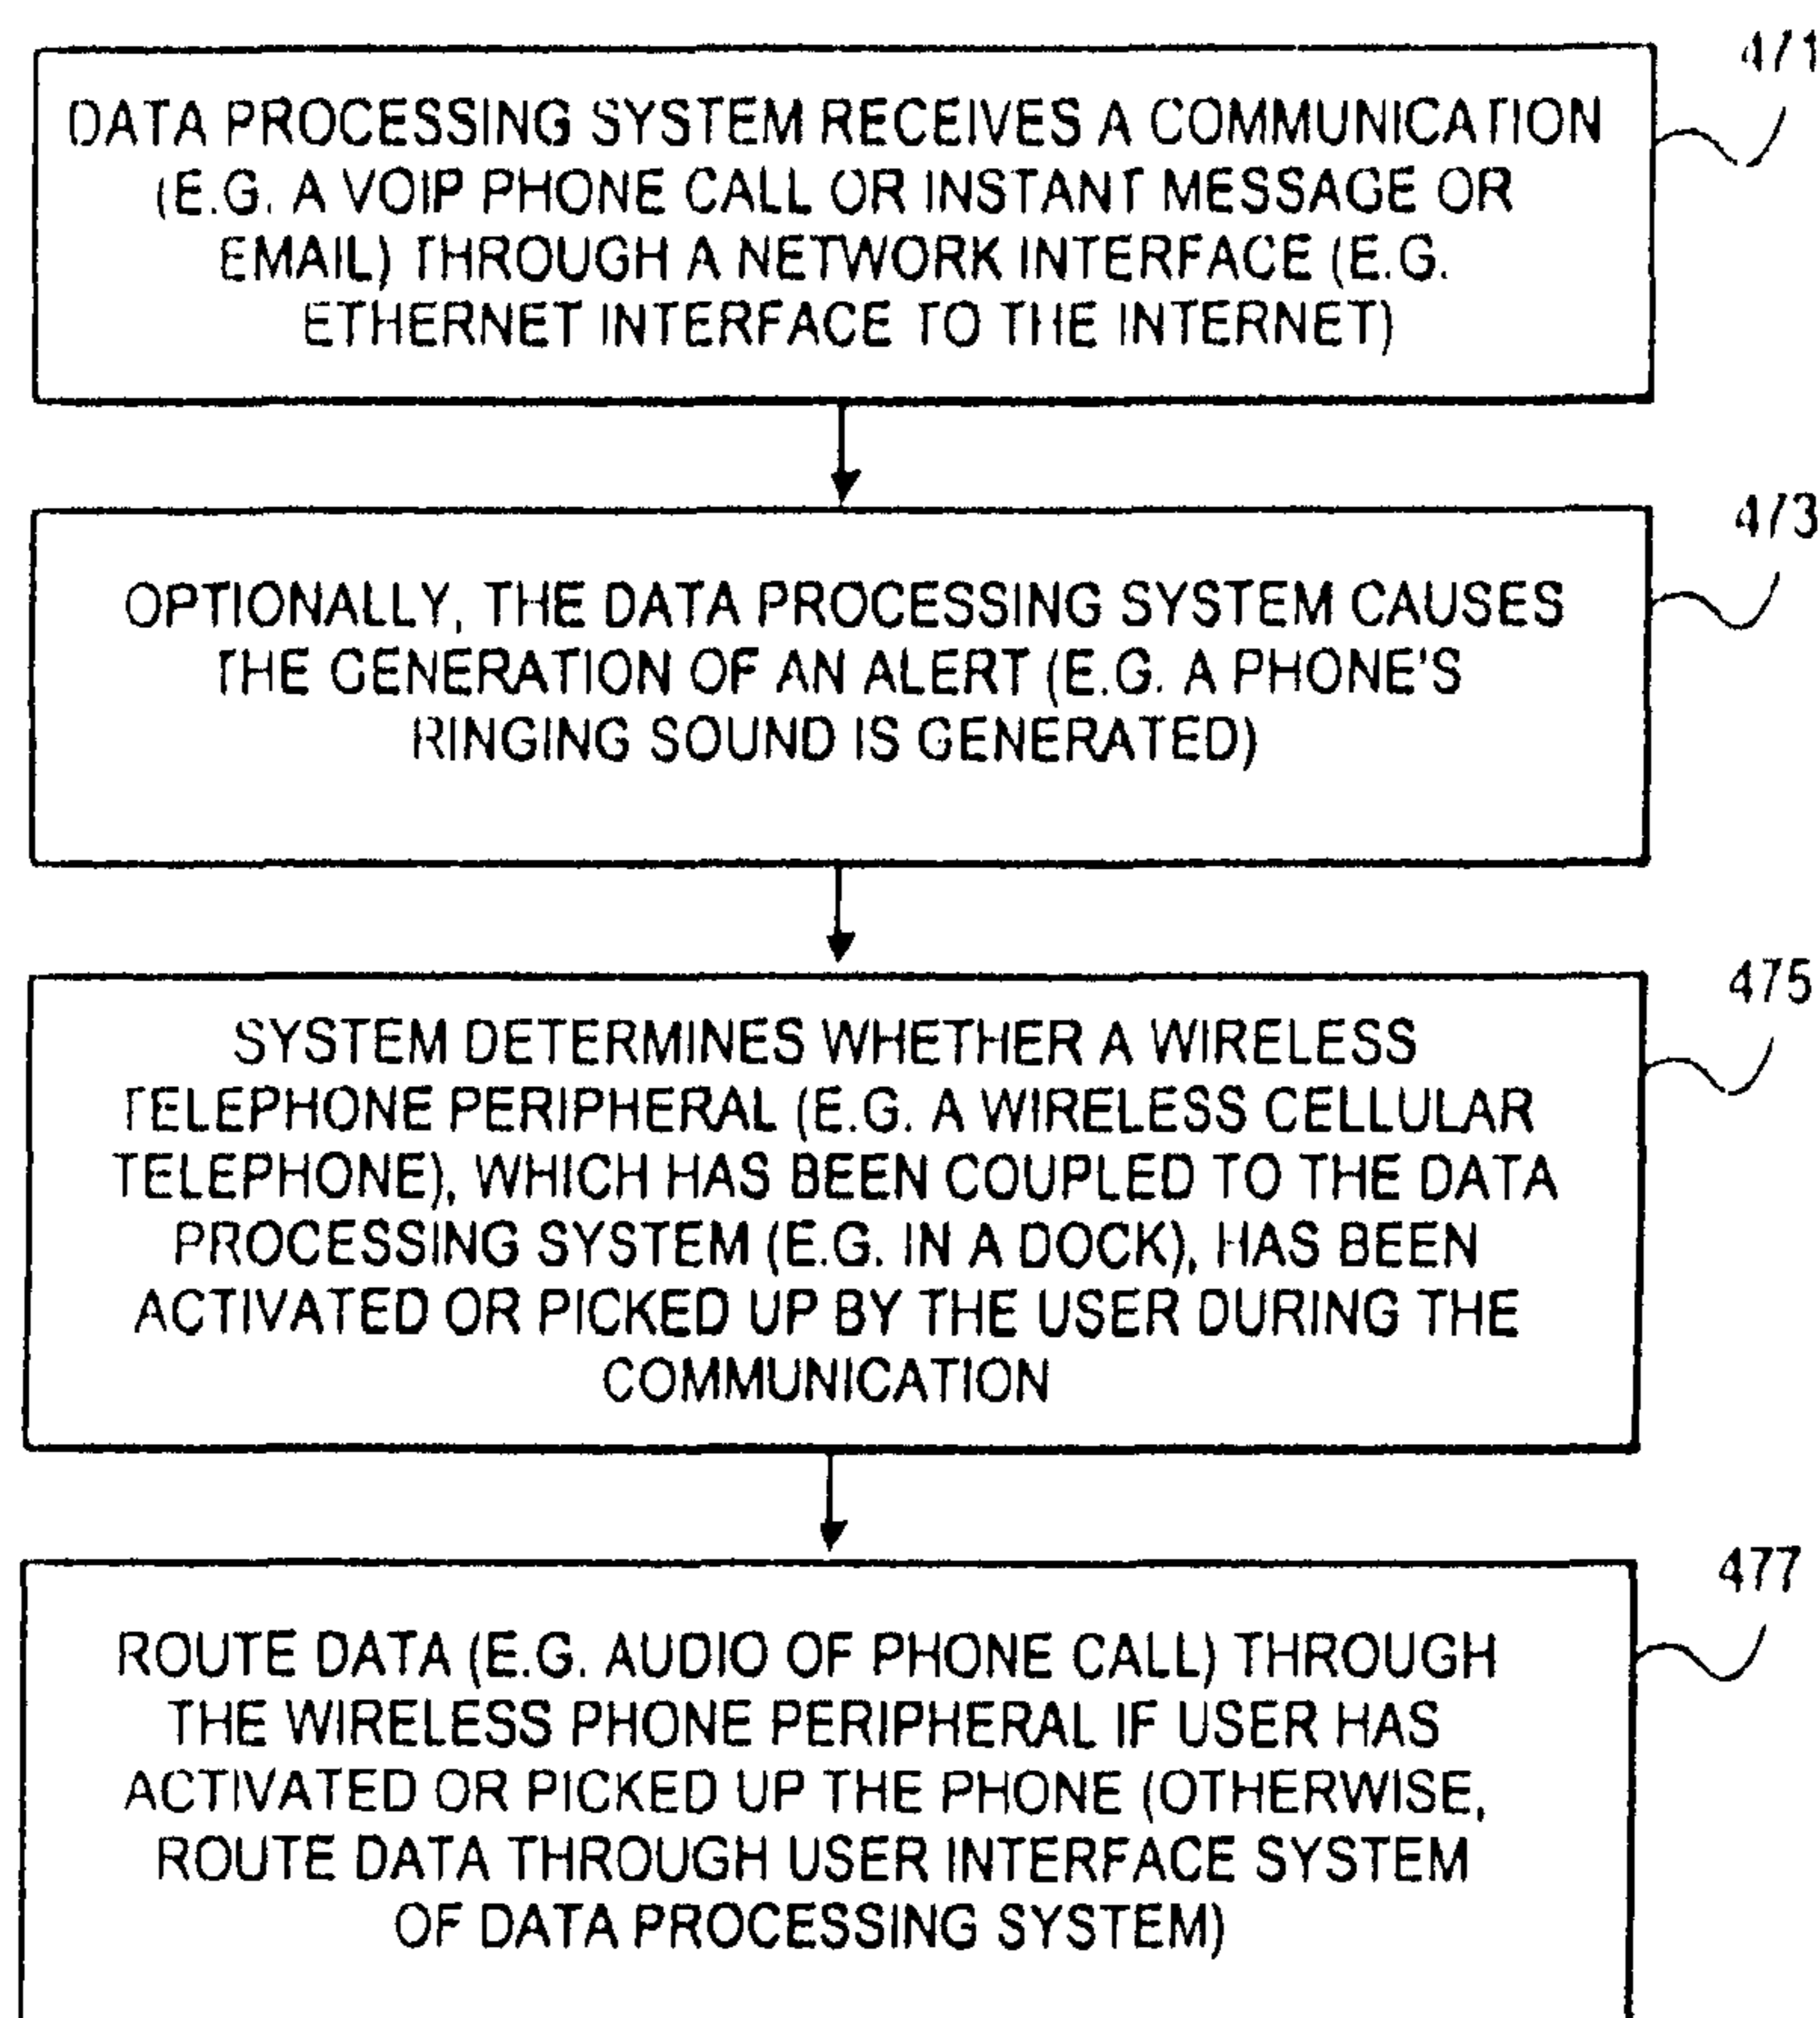 471
DATA PROCESSING SYSTEM RECEIVES A COMMUNICATION
(E.G. A VOIP PHONE CALL OR INSTANT MESSAGE OR
EMAIL) THROUGH A NETWORK INTERFACE (E.G.
ETHERNET INTERFACE TO THE INTERNET)
473
OPTIONALLY, THE DATA PROCESSING SYSTEM CAUSES
THE GENERATION OF AN ALERT (E.G. A PHONE'S
RINGING SOUND IS GENERATED)
475
SYSTEM DETERMINES WHETHER A WIRELESS
TELEPHONE PERIPHERAL (E.G. A WIRELESS CELLULAR
TELEPHONE), WHICH HAS BEEN COUPLED TO THE DATA
PROCESSING SYSTEM (E.G. IN A DOCK), HAS BEEN
ACTIVATED OR PICKED UP BY THE USER DURING THE
COMMUNICATION
477
ROUTE DATA (E.G. AUDIO OF PHONE CALL) THROUGH
THE WIRELESS PHONE PERIPHERAL IF USER HAS
ACTIVATED OR PICKED UP THE PHONE (OTHERWISE,
ROUTE DATA THROUGH USER INTERFACE SYSTEM
OF DATA PROCESSING SYSTEM)